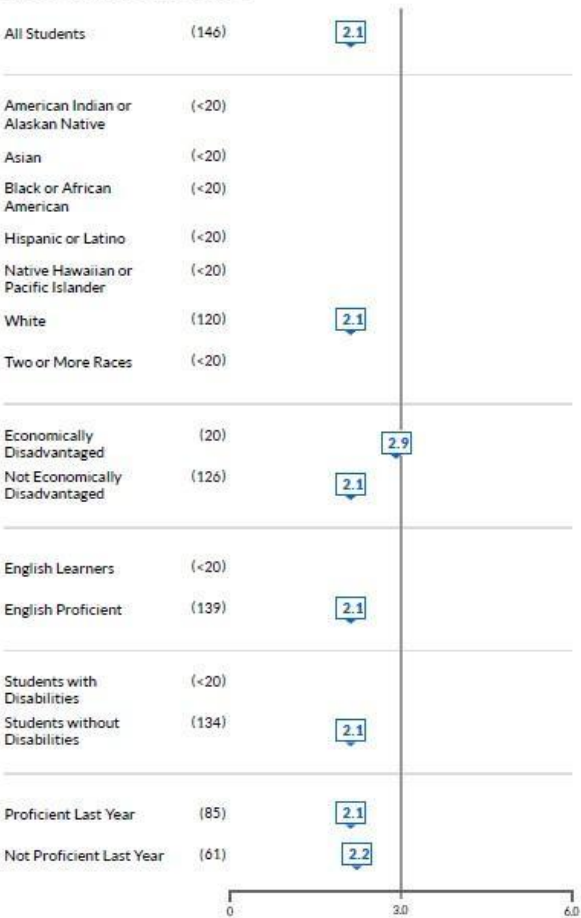 All Students (146) 2.1
American Indian or
Alaskan Native (<20)
Asian (<20)
Black or African
American (<20)
Hispanic or Latino (<20)
Native Hawaiian or
Pacific Islander (<20)
White (120) 2.1
Two or More Races (<20)
Economically
Disadvantaged (20) 2.9
Not Economically
Disadvantaged (126) 2.1
English Learners (<20)
English Proficient (139) 2.1
Students with
Disabilities (<20)
Students without
Disabilities (134) 2.1
Proficient Last Year (85) 2.1
Not Proficient Last Year (61) 2.2
0 3.0 6.0